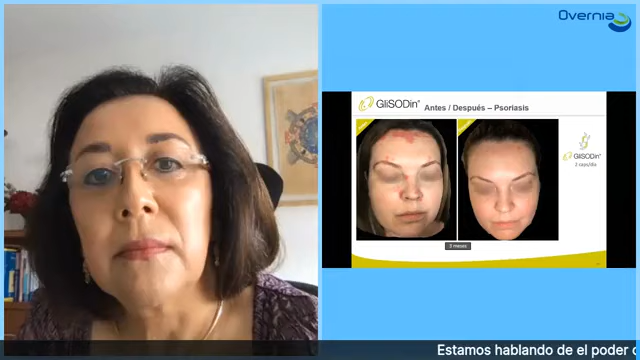 Overnia
GliSODin® Antes / Después – Psoriasis
GliSODin®
2 caps/día
3 meses
Estamos hablando de el poder